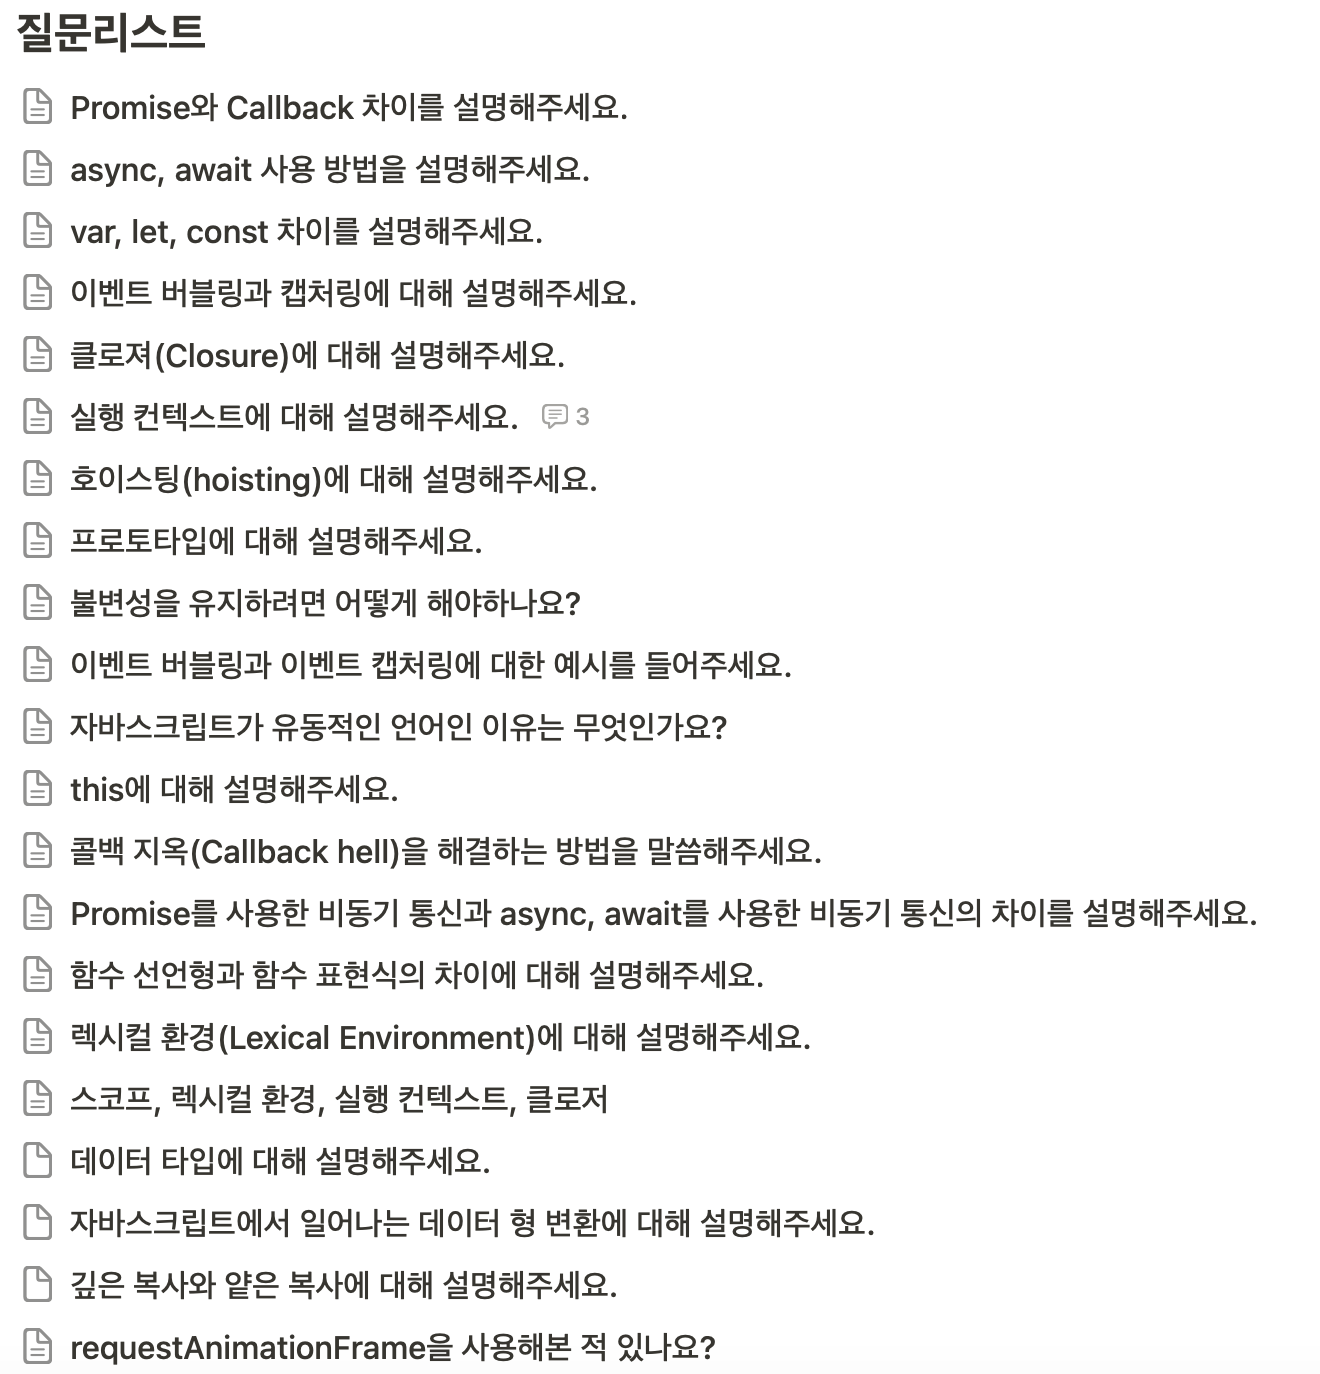 질문리스트
Promise와 Callback 차이를 설명해주세요.
async, await 사용 방법을 설명해주세요.
var, let, const 차이를 설명해주세요.
이벤트 버블링과 캡처링에 대해 설명해주세요.
클로져(Closure)에 대해 설명해주세요.
실행 컨텍스트에 대해 설명해주세요. 3
호이스팅(hoisting)에 대해 설명해주세요.
프로토타입에 대해 설명해주세요.
불변성을 유지하려면 어떻게 해야하나요?
이벤트 버블링과 이벤트 캡처링에 대한 예시를 들어주세요.
자바스크립트가 유동적인 언어인 이유는 무엇인가요?
this에 대해 설명해주세요.
콜백 지옥(Callback hell)을 해결하는 방법을 말씀해주세요.
Promise를 사용한 비동기 통신과 async, await를 사용한 비동기 통신의 차이를 설명해주세요.
함수 선언형과 함수 표현식의 차이에 대해 설명해주세요.
렉시컬 환경(Lexical Environment)에 대해 설명해주세요.
스코프, 렉시컬 환경, 실행 컨텍스트, 클로저
데이터 타입에 대해 설명해주세요.
자바스크립트에서 일어나는 데이터 형 변환에 대해 설명해주세요.
깊은 복사와 얕은 복사에 대해 설명해주세요.
requestAnimationFrame을 사용해본 적 있나요?